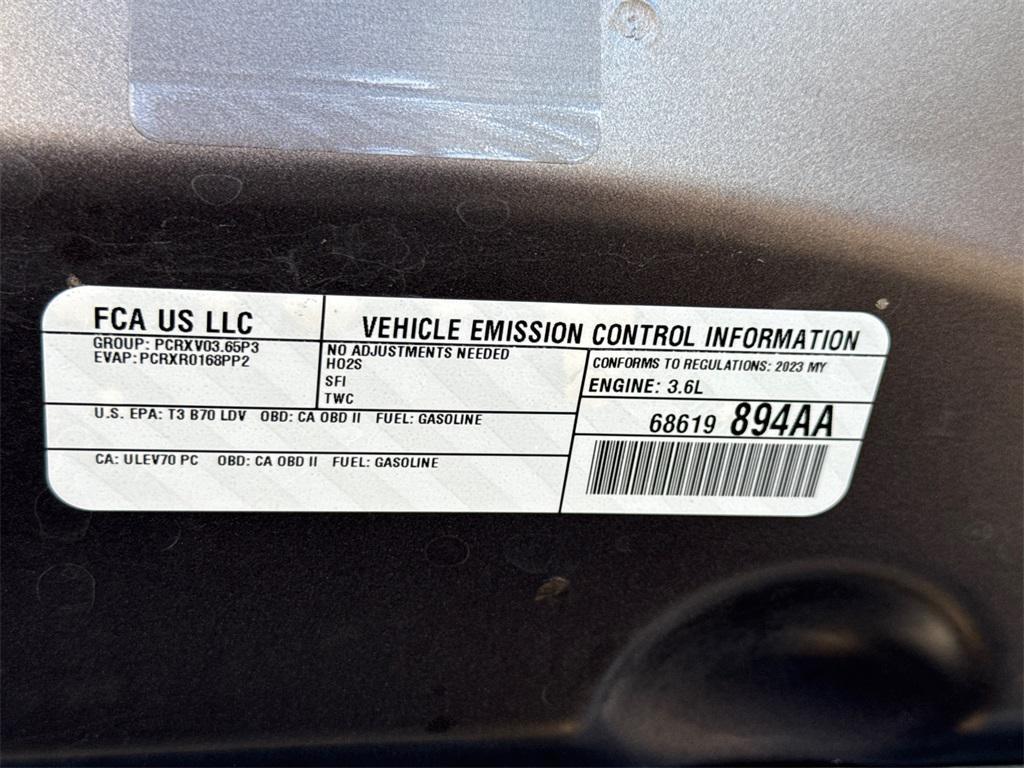 FCA US LLC
GROUP: PCRXV03.65P3
EVAP: PCRXR0168PP2
VEHICLE EMISSION CONTROL INFORMATION
NO ADJUSTMENTS NEEDED
HO2S
SFI
TWC
CONFORMS TO REGULATIONS: 2023 MY
ENGINE: 3.6L
U.S. EPA: T3 B70 LDV OBD: CA OBD II FUEL: GASOLINE
68619 894AA
CA: ULEV70 PC OBD: CA OBD II FUEL: GASOLINE